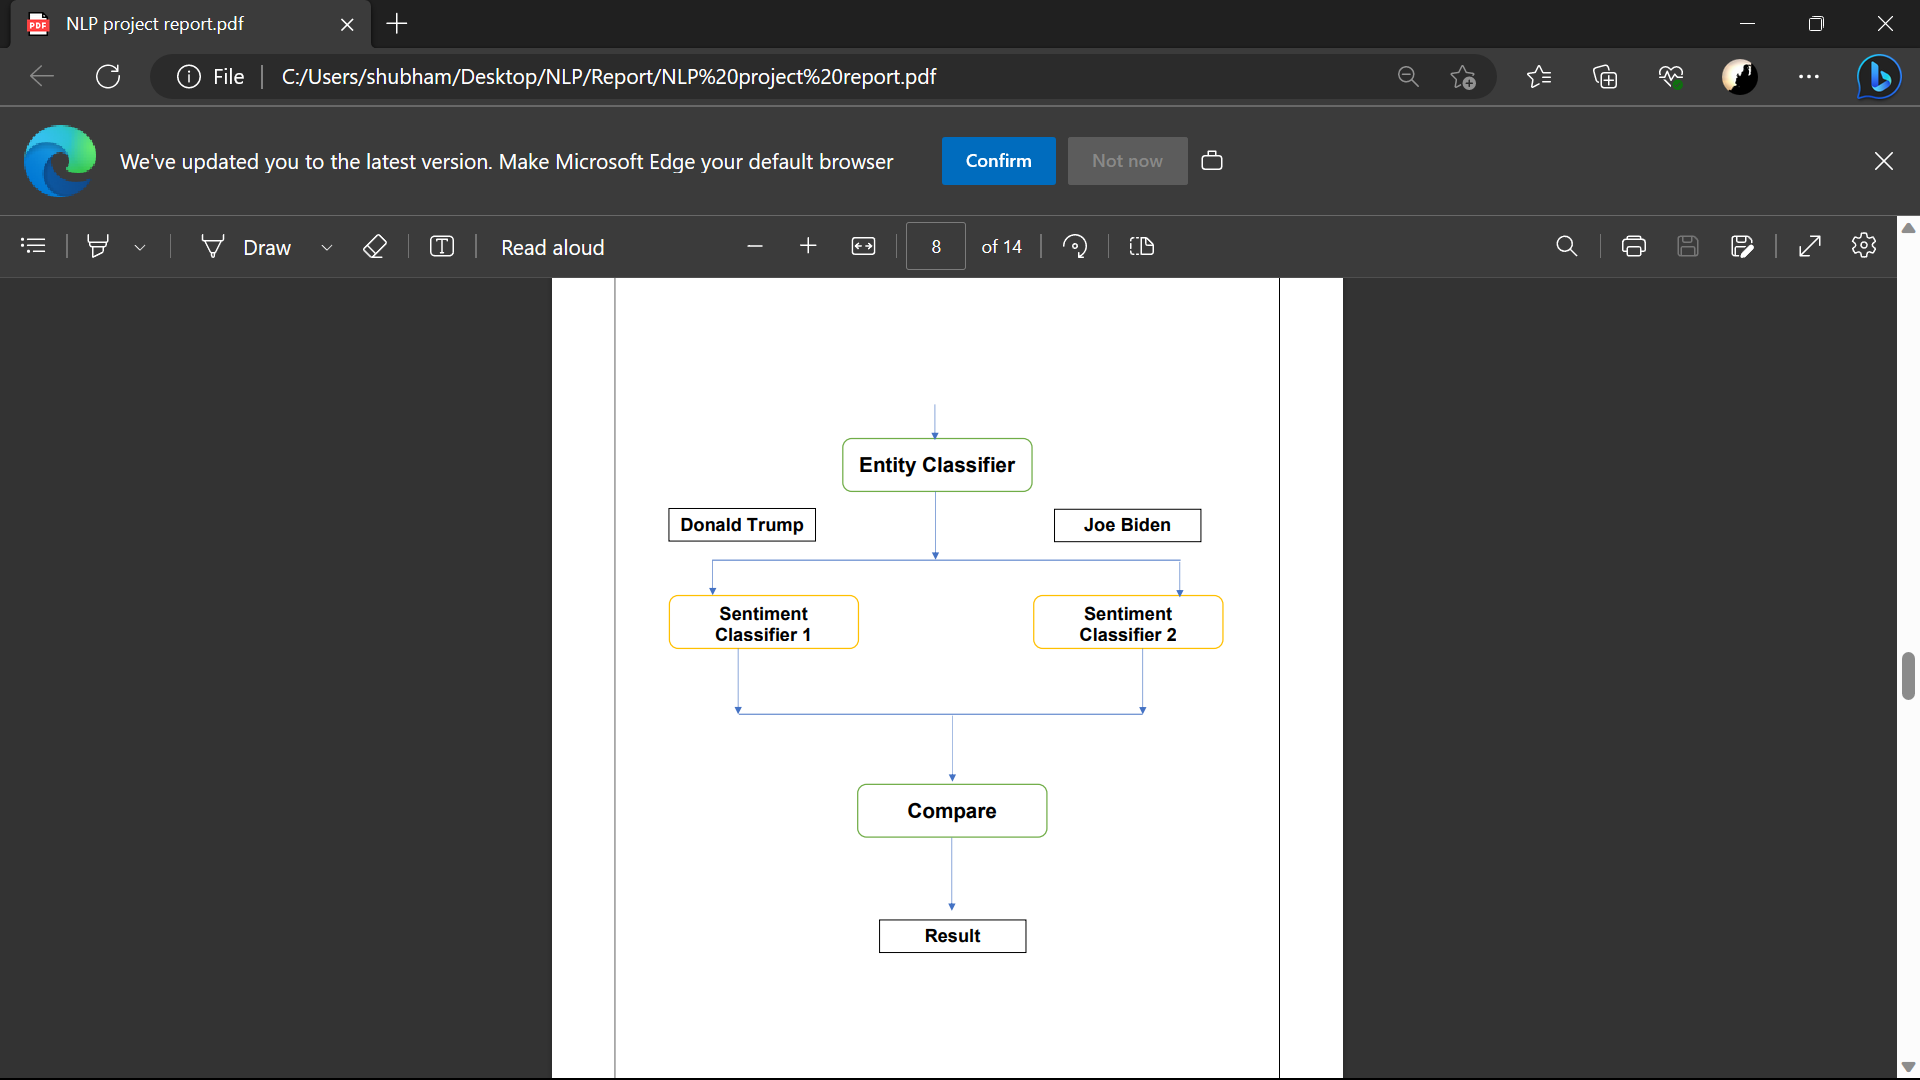 PDF NLP project report.pdf
File C:/Users/shubham/Desktop/NLP/Report/NLP%20project%20report.pdf
We've updated you to the latest version. Make Microsoft Edge your default browser Confirm Not now
Draw T Read aloud 8 of 14
Entity Classifier
Donald Trump Joe Biden
Sentiment
Classifier 1
Sentiment
Classifier 2
Compare
Result